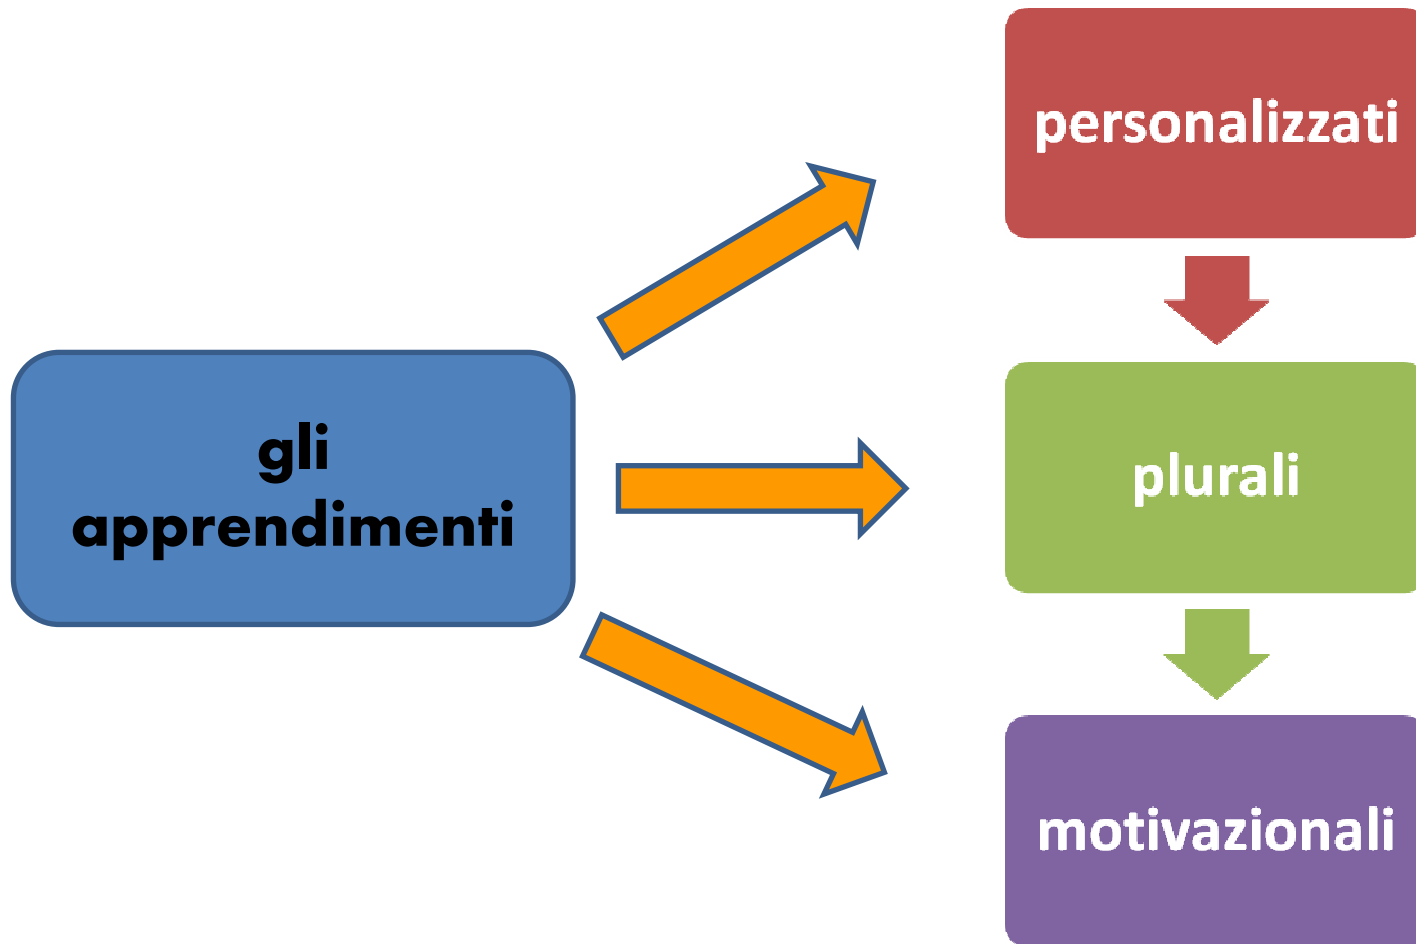 gli
apprendimenti
personalizzati
plurali
motivazionali